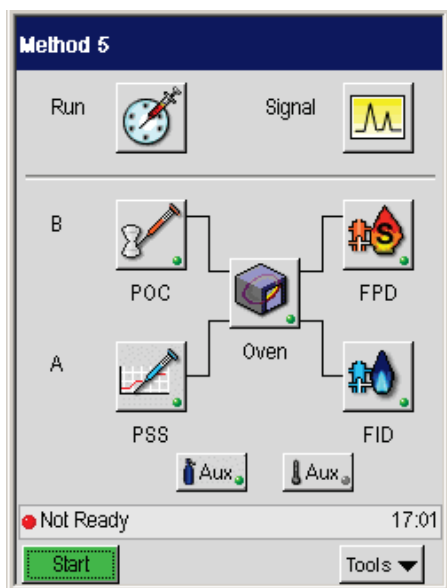 Method 5
Run Signal
B
S
POC FPD
Oven
A
PSS FID
Aux Aux
Not Ready 17:01
Start Tools